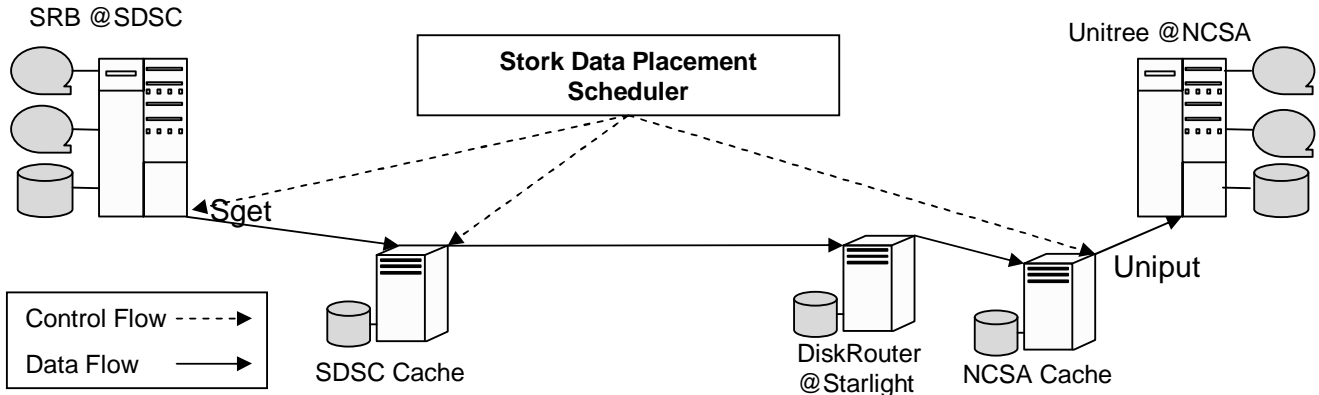 SRB @SDSC
Unitree @NCSA
Stork Data Placement
Scheduler
Sget
Uniput
Control Flow
Data Flow
SDSC Cache
DiskRouter
@Starlight
NCSA Cache